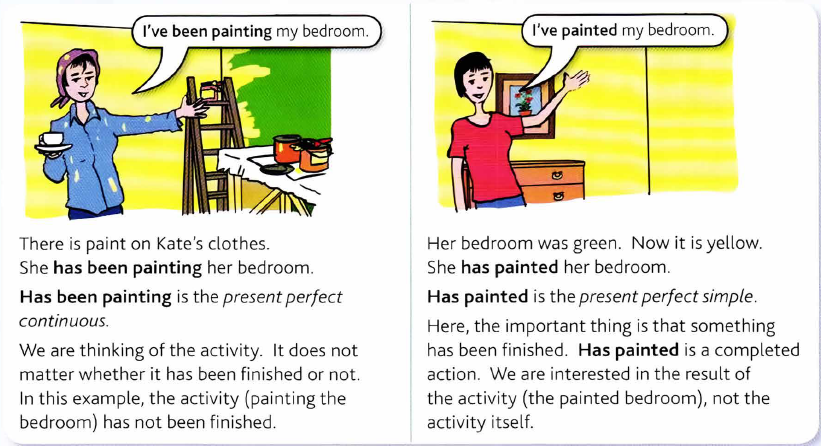 I've been painting my bedroom.
There is paint on Kate's clothes.
She has been painting her bedroom.
Has been painting is the present perfect
continuous.
We are thinking of the activity. It does not
matter whether it has been finished or not.
In this example, the activity (painting the
bedroom) has not been finished.
I've painted my bedroom.
Her bedroom was green. Now it is yellow.
She has painted her bedroom.
Has painted is the present perfect simple.
Here, the important thing is that something
has been finished. Has painted is a completed
action. We are interested in the result of
the activity (the painted bedroom), not the
activity itself.